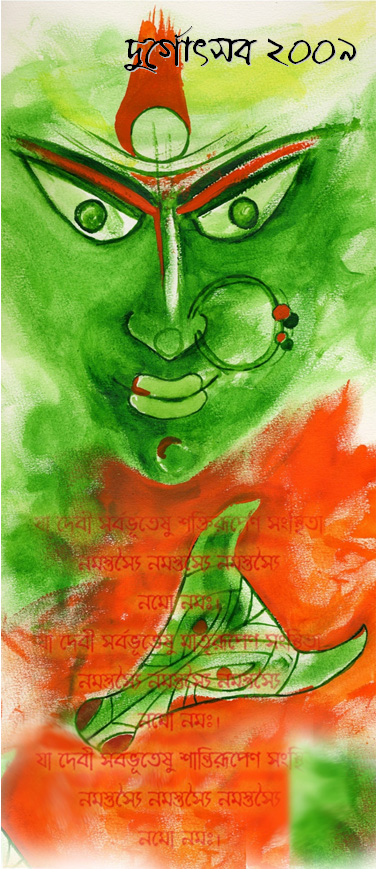 দুর্গোৎসব ২০০৯
যা দেবী সর্বভূতেষু শক্তিরূপেণ সংস্থিতা
নমস্তস্যৈ নমস্তস্যৈ নমস্তস্যৈ
নমো নমঃ।
যা দেবী সর্বভূতেষু মাতৃরূপেণ সংস্থিতা
নমস্তস্যৈ নমস্তস্যৈ নমস্তস্যৈ
নমো নমঃ।
যা দেবী সর্বভূতেষু শান্তিরূপেণ
নমস্তস্যৈ নমস্তস্যৈ নমস্তস্যৈ
নমো নমঃ।